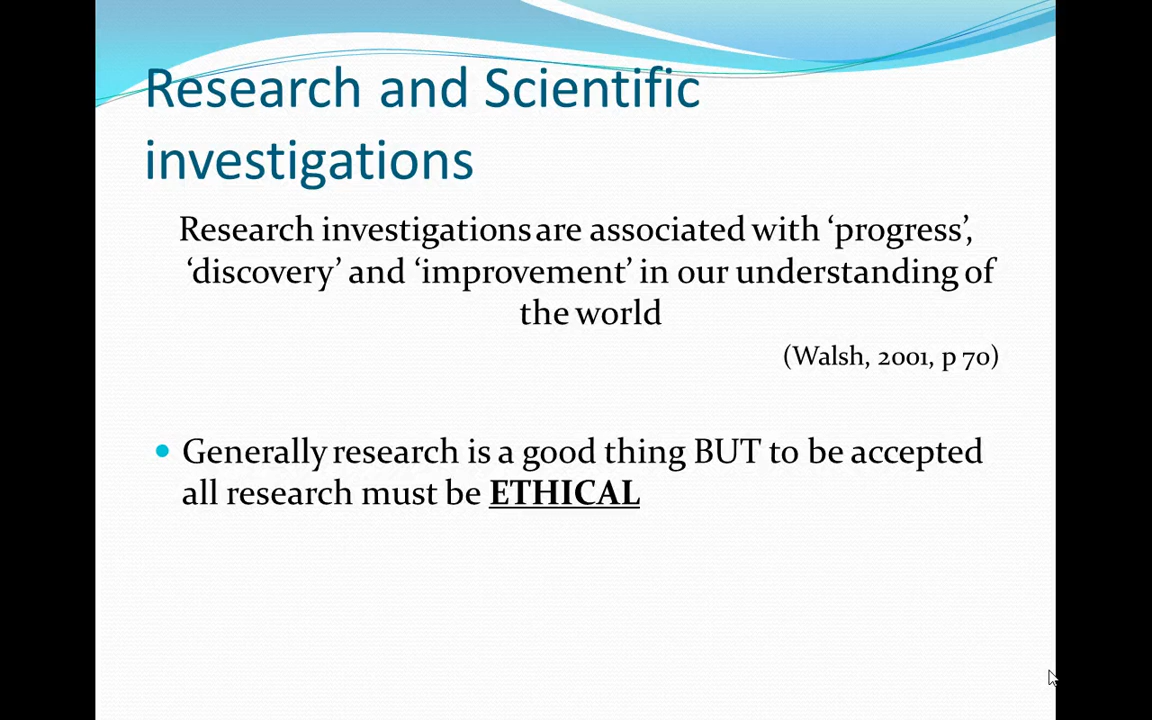 Research and Scientific
investigations
Research investigations are associated with ‘progress’,
‘discovery’ and ‘improvement’ in our understanding of
the world
(Walsh, 2001, p 70)
• Generally research is a good thing BUT to be accepted
all research must be ETHICAL